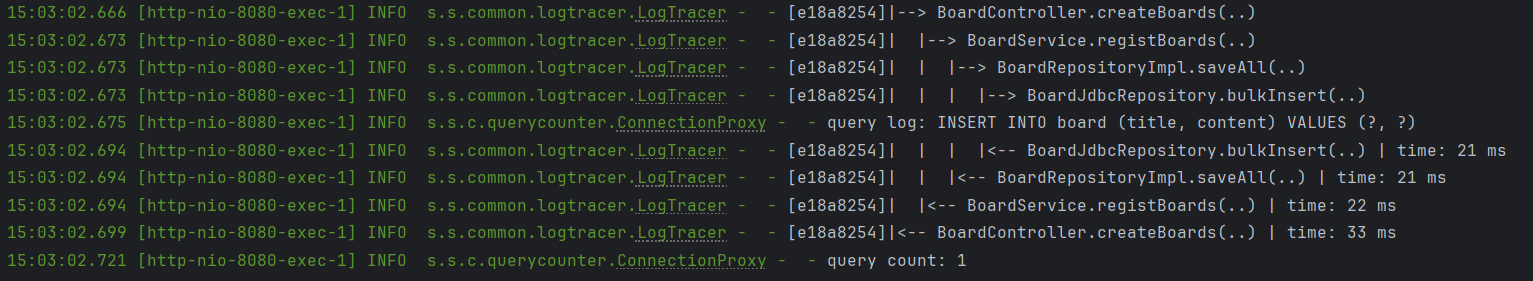 15:03:02.666 [http-nio-8080-exec-1] INFO  s.s.common.logtracer.LogTracer -  - [e18a8254]|--> BoardController.createBoards(..)
15:03:02.673 [http-nio-8080-exec-1] INFO  s.s.common.logtracer.LogTracer -  - [e18a8254]|  |--> BoardService.registBoards(..)
15:03:02.673 [http-nio-8080-exec-1] INFO  s.s.common.logtracer.LogTracer -  - [e18a8254]|  |  |--> BoardRepositoryImpl.saveAll(..)
15:03:02.673 [http-nio-8080-exec-1] INFO  s.s.common.logtracer.LogTracer -  - [e18a8254]|  |  |  |--> BoardJdbcRepository.bulkInsert(..)
15:03:02.675 [http-nio-8080-exec-1] INFO  s.s.c.querycounter.ConnectionProxy -  - query log: INSERT INTO board (title, content) VALUES (?, ?)
15:03:02.694 [http-nio-8080-exec-1] INFO  s.s.common.logtracer.LogTracer -  - [e18a8254]|  |  |  |<-- BoardJdbcRepository.bulkInsert(..) | time: 21 ms
15:03:02.694 [http-nio-8080-exec-1] INFO  s.s.common.logtracer.LogTracer -  - [e18a8254]|  |  |<-- BoardRepositoryImpl.saveAll(..) | time: 21 ms
15:03:02.694 [http-nio-8080-exec-1] INFO  s.s.common.logtracer.LogTracer -  - [e18a8254]|  |<-- BoardService.registBoards(..) | time: 22 ms
15:03:02.699 [http-nio-8080-exec-1] INFO  s.s.common.logtracer.LogTracer -  - [e18a8254]|<-- BoardController.createBoards(..) | time: 33 ms
15:03:02.721 [http-nio-8080-exec-1] INFO  s.s.c.querycounter.ConnectionProxy -  - query count: 1